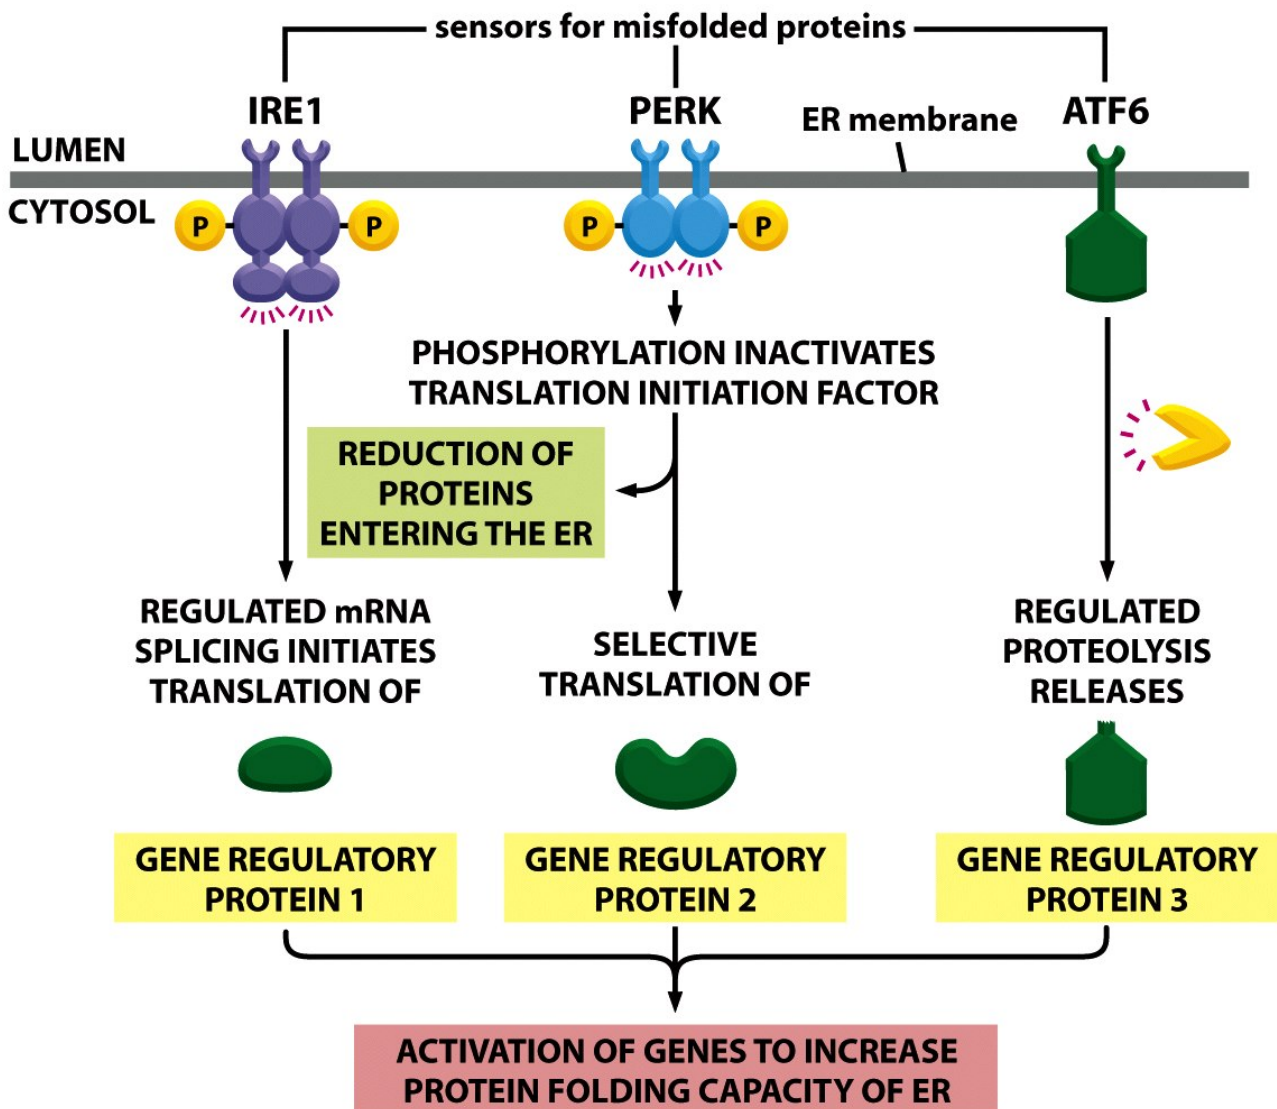 sensors for misfolded proteins
IRE1
PERK
ER membrane
ATF6
LUMEN
CYTOSOL
P
P
P
P
PHOSPHORYLATION INACTIVATES
TRANSLATION INITIATION FACTOR
REDUCTION OF
PROTEINS
ENTERING THE ER
REGULATED mRNA
SPLICING INITIATES
TRANSLATION OF
SELECTIVE
TRANSLATION OF
REGULATED
PROTEOLYSIS
RELEASES
GENE REGULATORY
PROTEIN 1
GENE REGULATORY
PROTEIN 2
GENE REGULATORY
PROTEIN 3
ACTIVATION OF GENES TO INCREASE
PROTEIN FOLDING CAPACITY OF ER